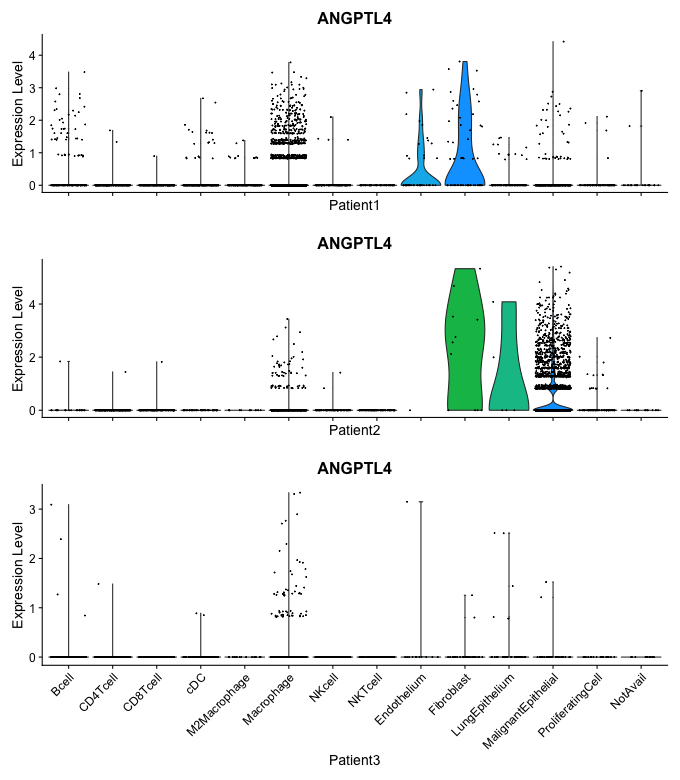 ANGPTL4
Expression Level
4
3
2
1
0
Patient1
ANGPTL4
Expression Level
4
2
0
Patient2
ANGPTL4
Expression Level
3
2
1
0
Bcell
CD4Tcell
CD8Tcell
cDC
M2Macrophage
Macrophage
NKcell
NKTcell
Endothelium
Fibroblast
LungEpithelium
MalignantEpithelial
ProliferatingCell
NotAvail
Patient3